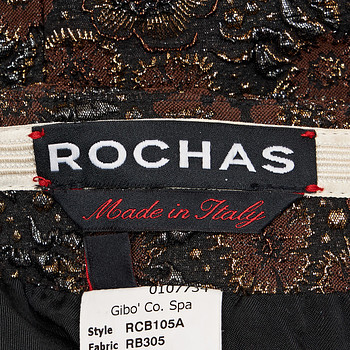 ROCHAS
Made in Italy
Gibo' Co. Spa
Style RCB105A
Fabric RB305